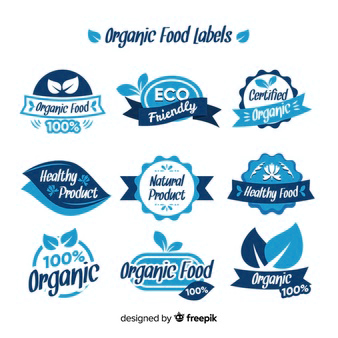 Organic Food Labels
Organic Food
100%
ECO
Friendly
Certified
Organic
Healthy
Product
Natural
Product
Healthy Food
100%
Organic
Organic Food
100%
Organic
100%
designed by freepik